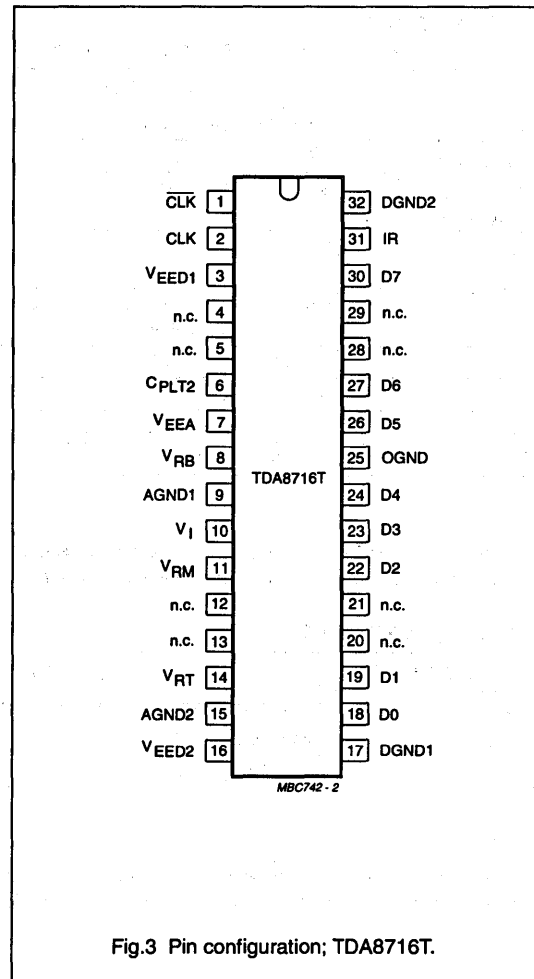 C̅L̅K̅ 1 32 DGND2
CLK 2 31 IR
VEED1 3 30 D7
n.c. 4 29 n.c.
n.c. 5 28 n.c.
CPLT2 6 27 D6
VEEA 7 26 D5
VRB 8 25 OGND
TDA8716T
AGND1 9 24 D4
VI 10 23 D3
VRM 11 22 D2
n.c. 12 21 n.c.
n.c. 13 20 n.c.
VRT 14 19 D1
AGND2 15 18 D0
VEED2 16 17 DGND1
MBC742 - 2
Fig.3 Pin configuration; TDA8716T.